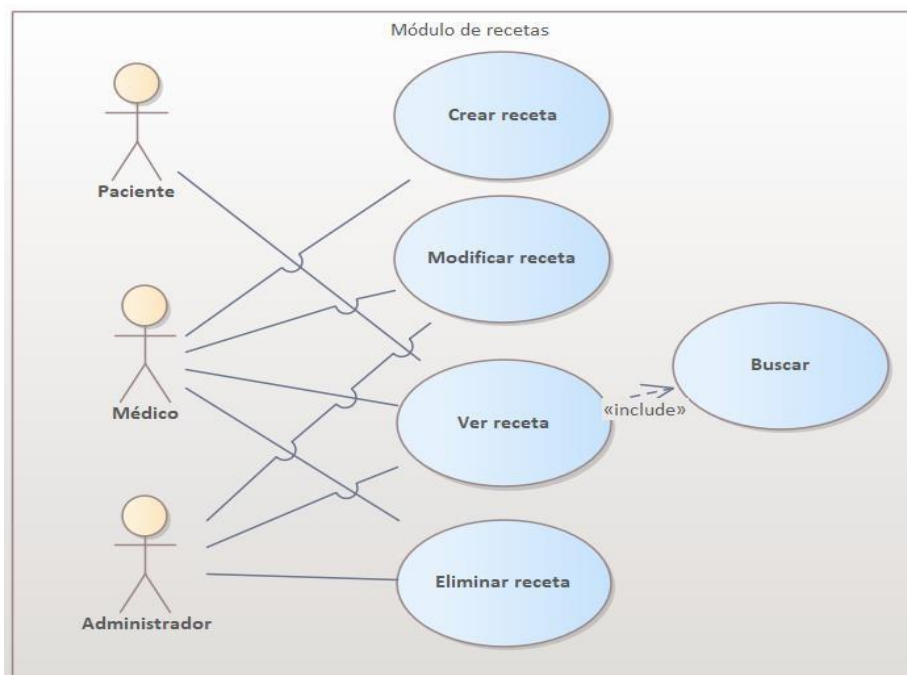 Módulo de recetas
Crear receta
Paciente
Modificar receta
Médico
Buscar
Ver receta
«include»
Eliminar receta
Administrador